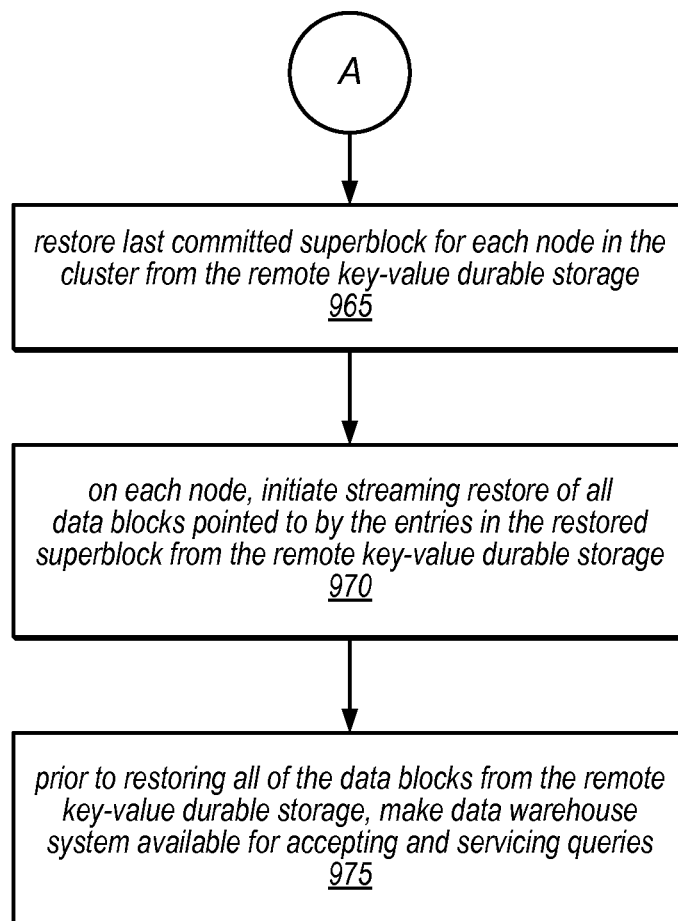 A
restore last committed superblock for each node in the
cluster from the remote key-value durable storage
965
on each node, initiate streaming restore of all
data blocks pointed to by the entries in the restored
superblock from the remote key-value durable storage
970
prior to restoring all of the data blocks from the remote
key-value durable storage, make data warehouse
system available for accepting and servicing queries
975